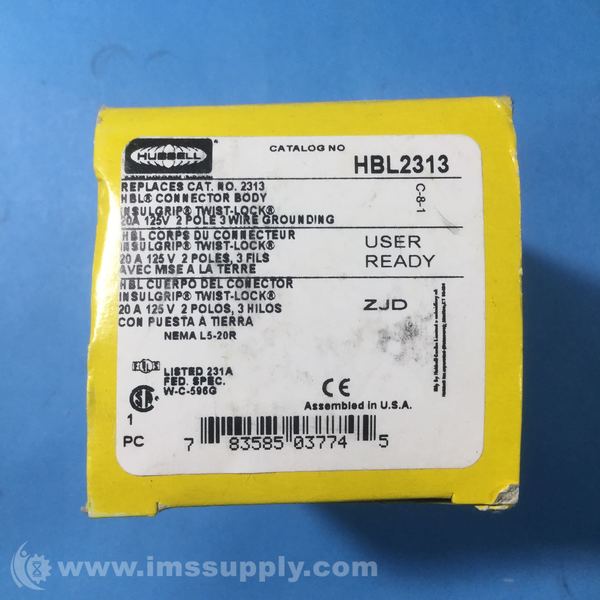 HUBBELL
CATALOG NO
HBL2313
REPLACES CAT. NO. 2313
HBL® CONNECTOR BODY
INSULGRIP® TWIST-LOCK®
20A 125V 2 POLE 3 WIRE GROUNDING
C-8-1
HBL CORPS DU CONNECTEUR
INSULGRIP® TWIST-LOCK®
20 A 125 V 2 POLES, 3 FILS
AVEC MISE A LA TERRE
USER
READY
HBL CUERPO DEL CONECTOR
INSULGRIP® TWIST-LOCK®
20 A 125 V 2 POLOS, 3 HILOS
CON PUESTA A TIERRA
ZJD
NEMA L5-20R
LISTED 231A
FED. SPEC.
W-C-596G
CE
Assembled in U.S.A.
1
PC
7 83585 03774 5
www.imssupply.com